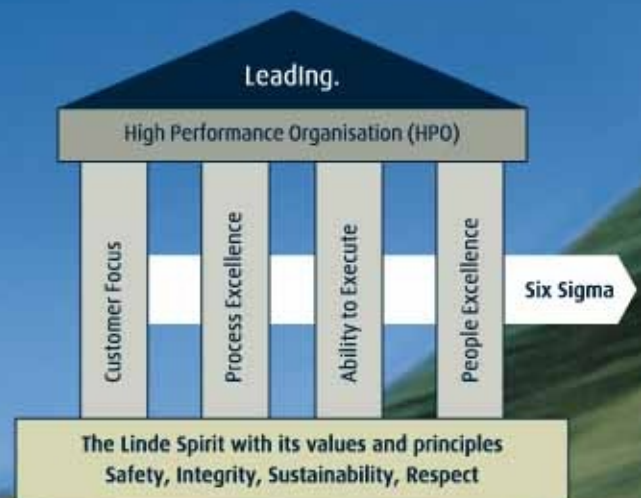 LeadIng.
High Performance Organisation (HPO)
Customer Focus
Process Excellence
Ability to Execute
People Excellence
Six Sigma
The Linde Spirit with its values and principles
Safety, Integrity, Sustainability, Respect